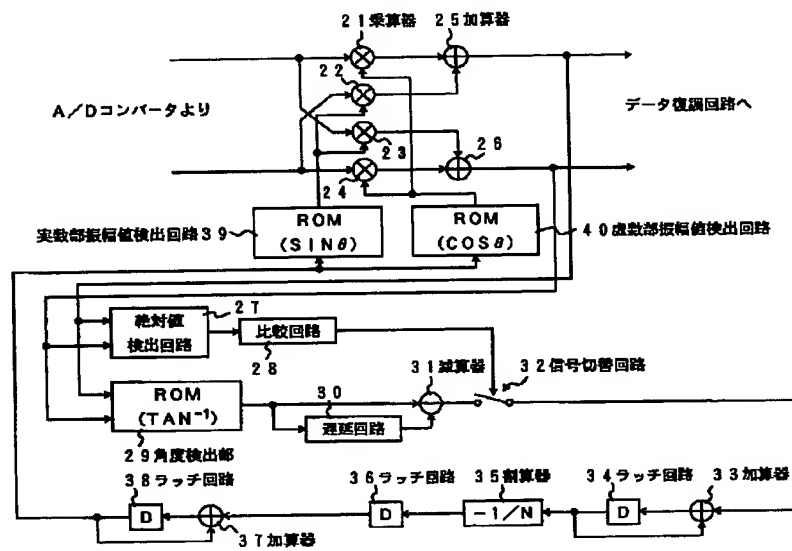 21乗算器
25加算器
22
A/Dコンバータより
データ復調回路へ
23
26
24
実数部振幅値検出回路39
ROM
(SINθ)
ROM
(COSθ)
40虚数部振幅値検出回路
27
絶対値
検出回路
比較回路
28
31減算器
32信号切替回路
30
ROM
(TAN⁻¹)
遅延回路
29角度検出部
38ラッチ回路
36ラッチ回路
35割算器
34ラッチ回路
33加算器
D
D
-1/N
D
37加算器